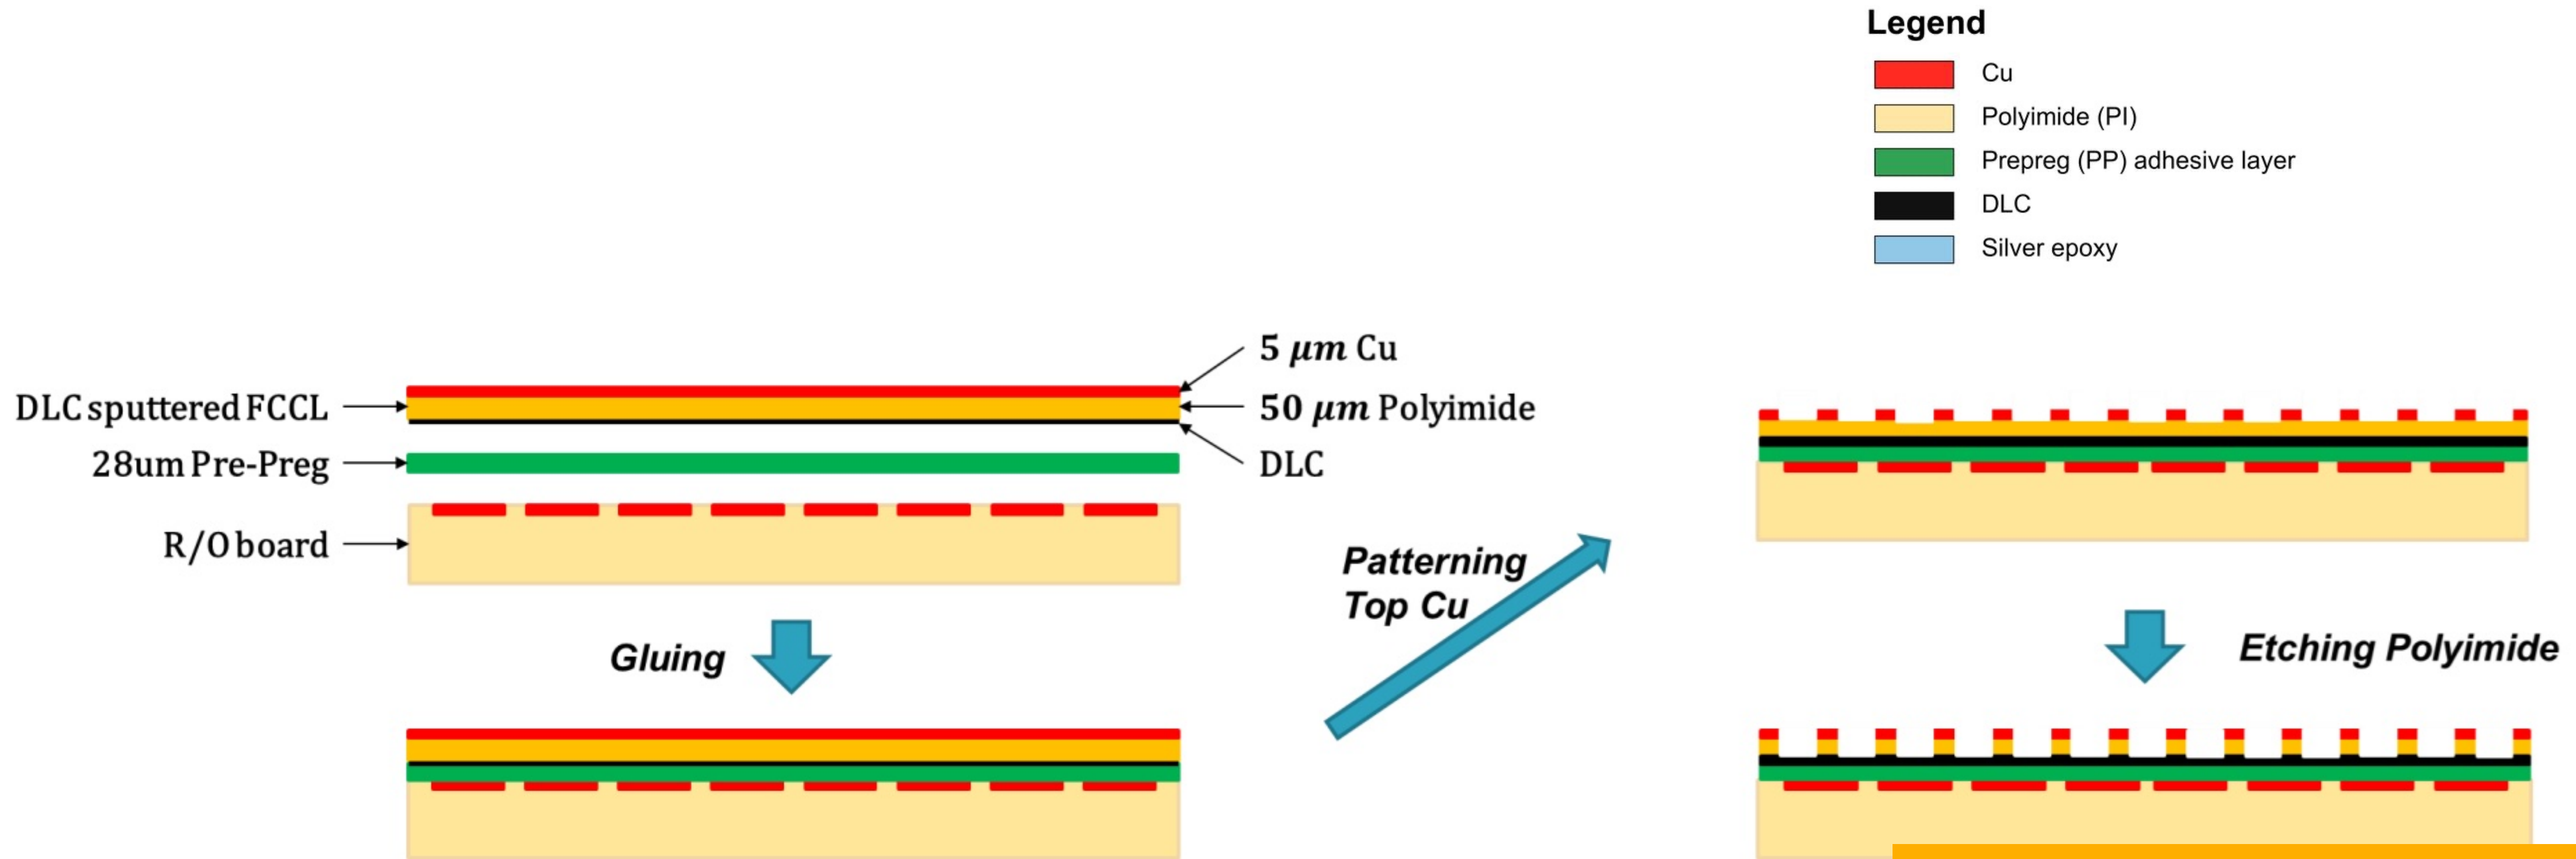 Legend
Cu
Polyimide (PI)
Prepreg (PP) adhesive layer
DLC
Silver epoxy
5 μm Cu
DLC sputtered FCCL
50 μm Polyimide
28um Pre-Preg
DLC
R/O board
Patterning
Top Cu
Gluing
Etching Polyimide